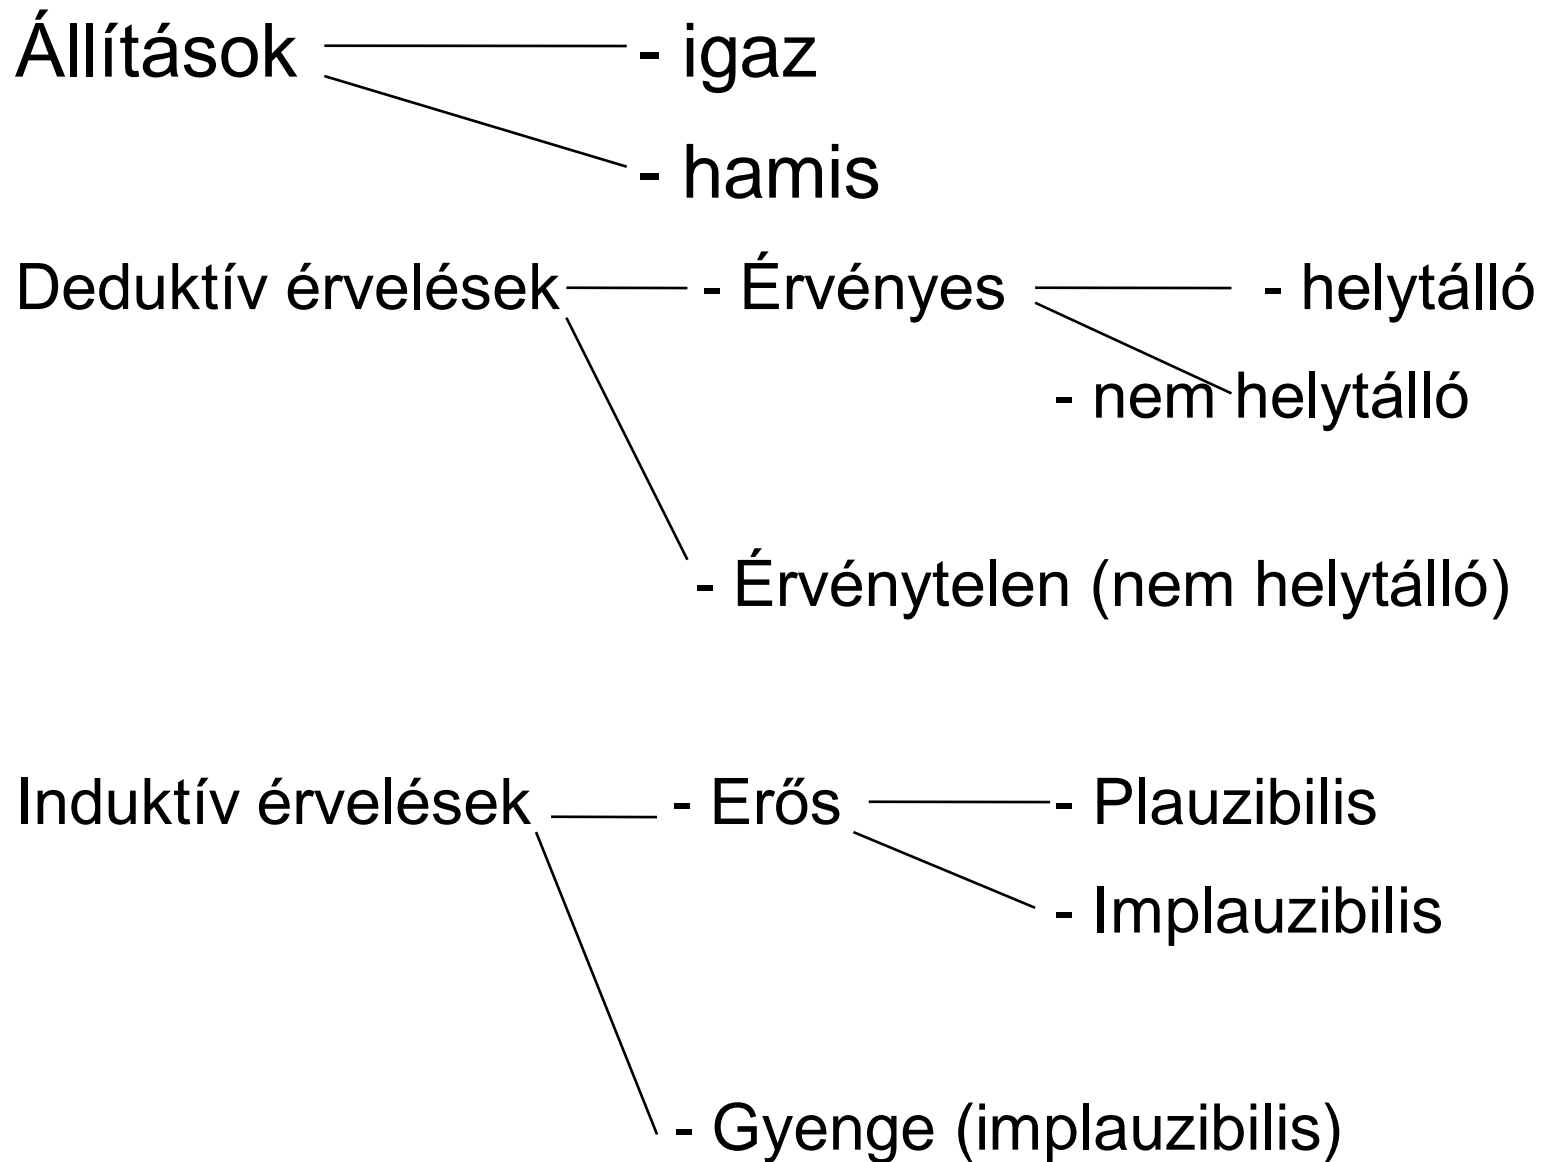 Állítások - igaz
- hamis
Deduktív érvelések - Érvényes - helytálló
- nem helytálló
- Érvénytelen (nem helytálló)
Induktív érvelések - Erős - Plauzibilis
- Implauzibilis
- Gyenge (implauzibilis)